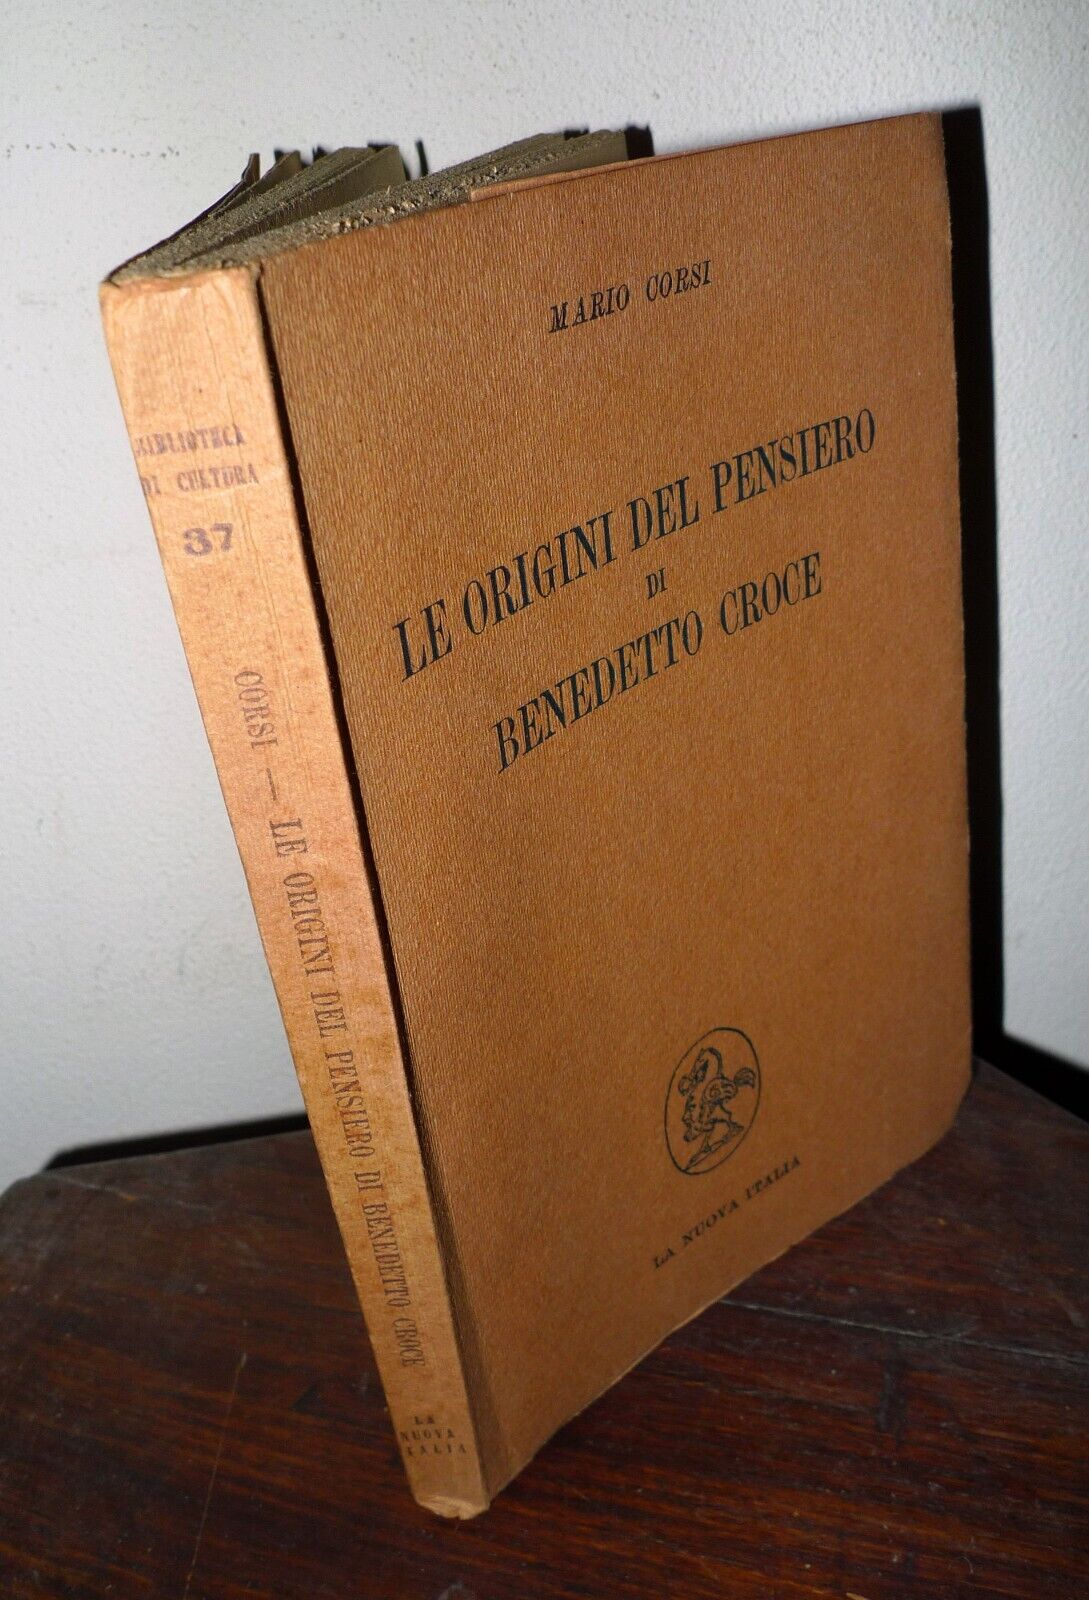 BIBLIOTECA
DI CULTURA
37
CORSI — LE ORIGINI DEL PENSIERO DI BENEDETTO CROCE
LA
NUOVA
ITALIA
MARIO CORSI
LE ORIGINI DEL PENSIERO
DI
BENEDETTO CROCE
LA NUOVA ITALIA